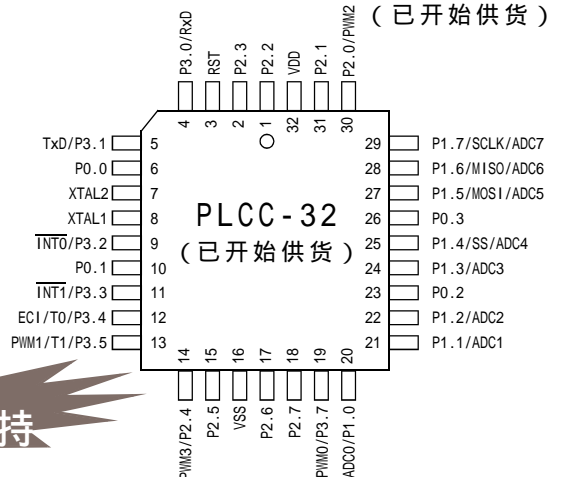 (已开始供货)
P3.0/RxD
RST
P2.3
P2.2
VDD
P2.1
P2.0/PWM2
4 3 2 1 32 31 30
TxD/P3.1 5
P0.0 6
XTAL2 7
XTAL1 8
INT0/P3.2 9
P0.1 10
INT1/P3.3 11
ECI/T0/P3.4 12
PWM1/T1/P3.5 13
PLCC-32
(已开始供货)
29 P1.7/SCLK/ADC7
28 P1.6/MISO/ADC6
27 P1.5/MOSI/ADC5
26 P0.3
25 P1.4/SS/ADC4
24 P1.3/ADC3
23 P0.2
22 P1.2/ADC2
21 P1.1/ADC1
14 15 16 17 18 19 20
PWM3/P2.4
P2.5
VSS
P2.6
P2.7
PWM0/P3.7
ADC0/P1.0
持